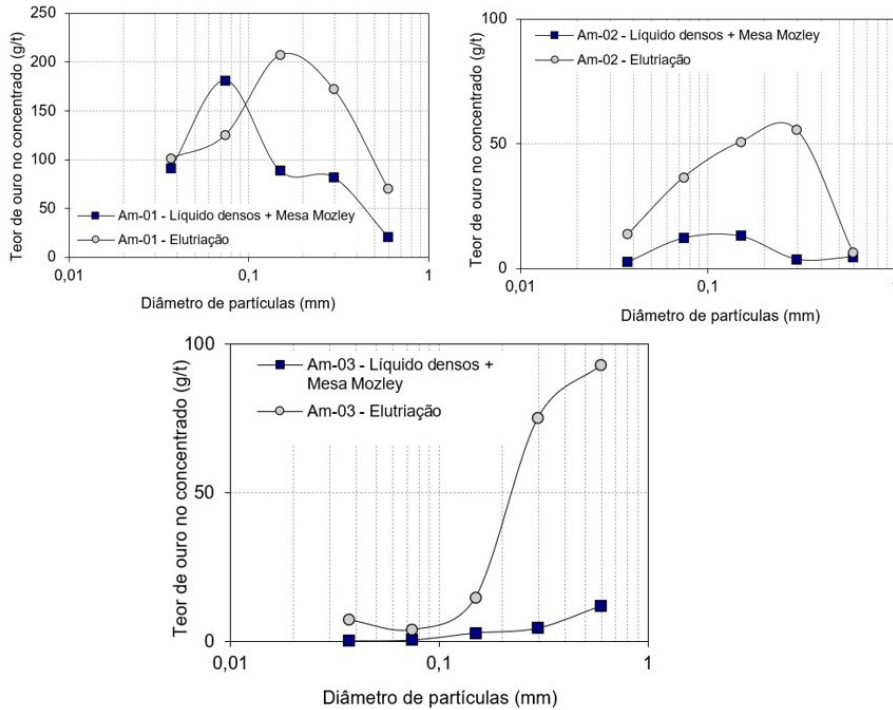 Teor de ouro no concentrado (g/t)
250
200
150
100
50
0
Am-01 - Líquido densos + Mesa Mozley
Am-01 - Elutriação
0,01
0,1
1
Diâmetro de partículas (mm)
Teor de ouro no concentrado (g/t)
100
50
0
Am-02 - Líquido densos + Mesa Mozley
Am-02 - Elutriação
0,01
0,1
1
Diâmetro de partículas (mm)
Teor de ouro no concentrado (g/t)
100
50
0
Am-03 - Líquido densos +
Mesa Mozley
Am-03 - Elutriação
0,01
0,1
1
Diâmetro de partículas (mm)